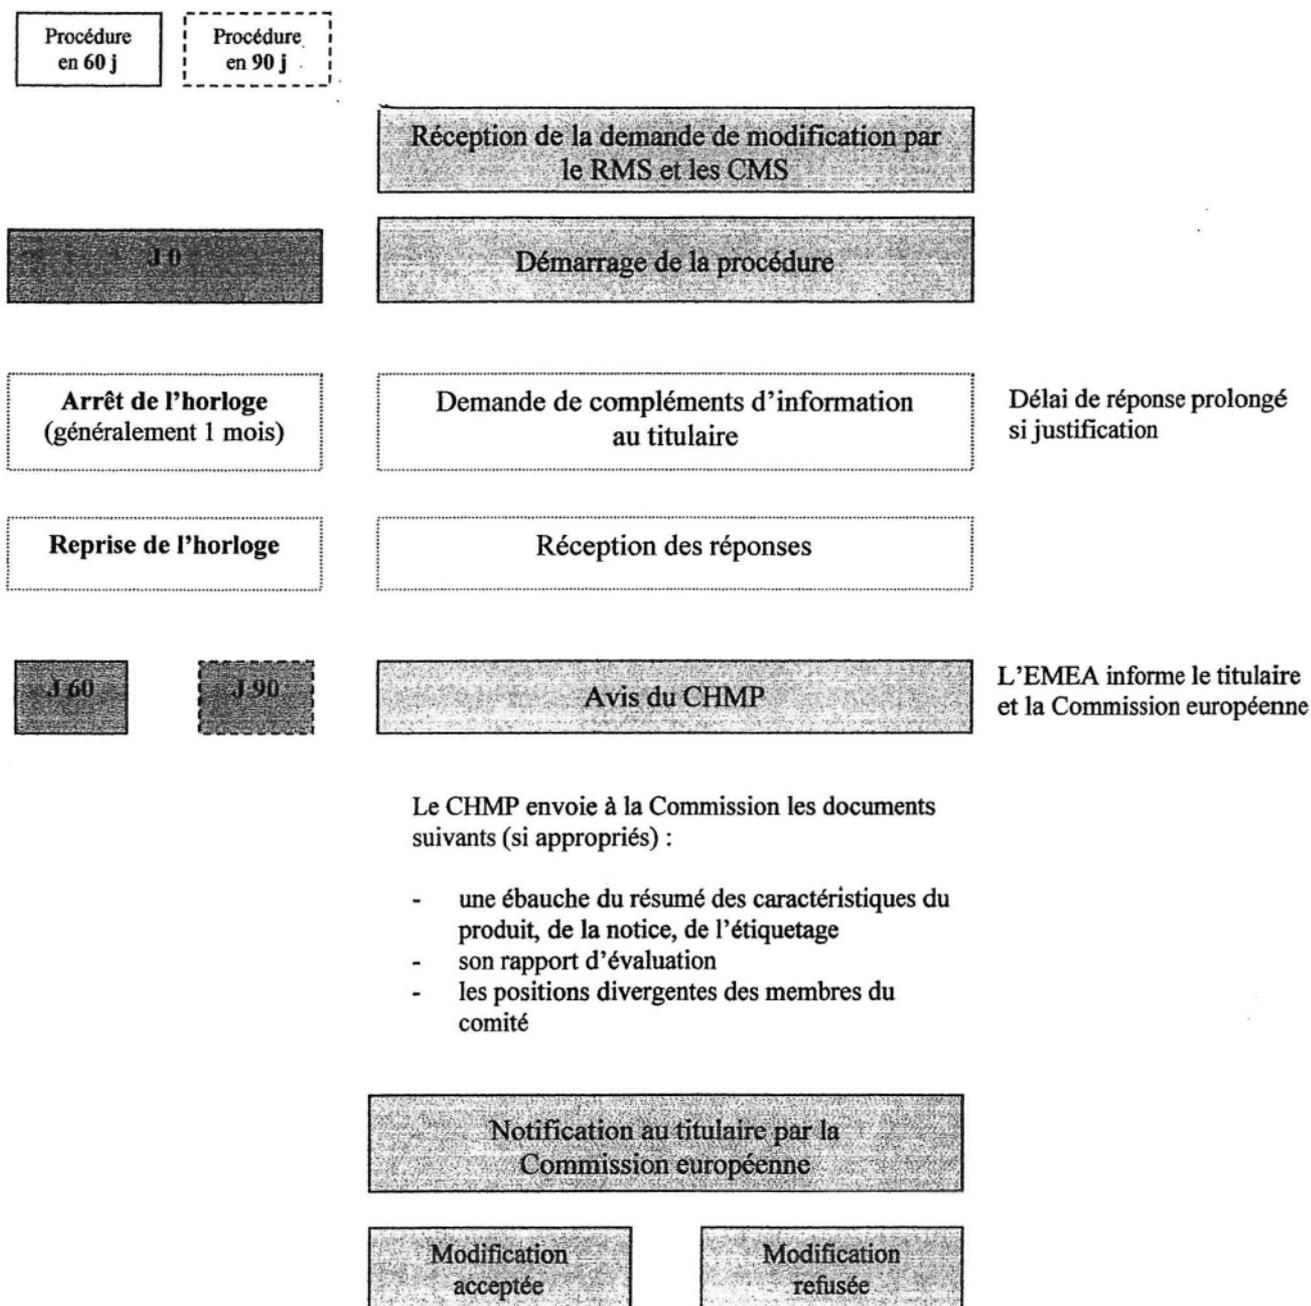 Procédure
en 60 j
Procédure
en 90 j
Réception de la demande de modification par
le RMS et les CMS
J 0
Démarrage de la procédure
Arrêt de l'horloge
(généralement 1 mois)
Demande de compléments d'information
au titulaire
Délai de réponse prolongé
si justification
Reprise de l'horloge
Réception des réponses
J 60
J 90
Avis du CHMP
L'EMEA informe le titulaire
et la Commission européenne
Le CHMP envoie à la Commission les documents
suivants (si appropriés) :
- une ébauche du résumé des caractéristiques du
produit, de la notice, de l'étiquetage
- son rapport d'évaluation
- les positions divergentes des membres du
comité
Notification au titulaire par la
Commission européenne
Modification
acceptée
Modification
refusée